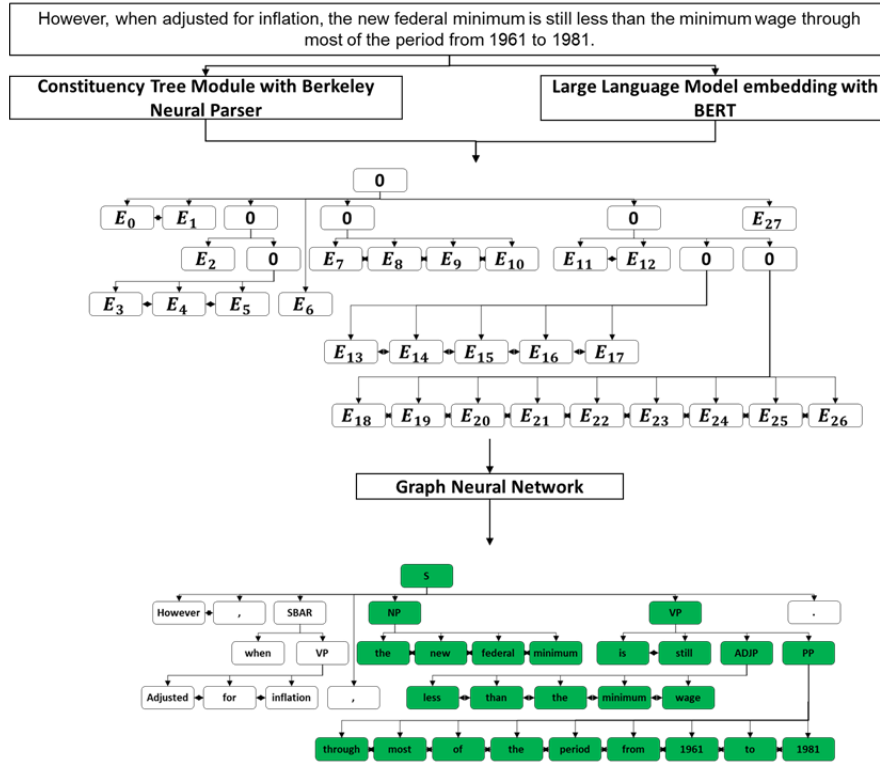 However, when adjusted for inflation, the new federal minimum is still less than the minimum wage through
most of the period from 1961 to 1981.
Constituency Tree Module with Berkeley
Neural Parser
Large Language Model embedding with
BERT
0
E0 E1 0 0 0 E27
E2 0 E7 E8 E9 E10 E11 E12 0 0
E3 E4 E5 E6
E13 E14 E15 E16 E17
E18 E19 E20 E21 E22 E23 E24 E25 E26
Graph Neural Network
S
However , SBAR NP VP .
when VP the new federal minimum is still ADJP PP
Adjusted for inflation , less than the minimum wage
through most of the period from 1961 to 1981